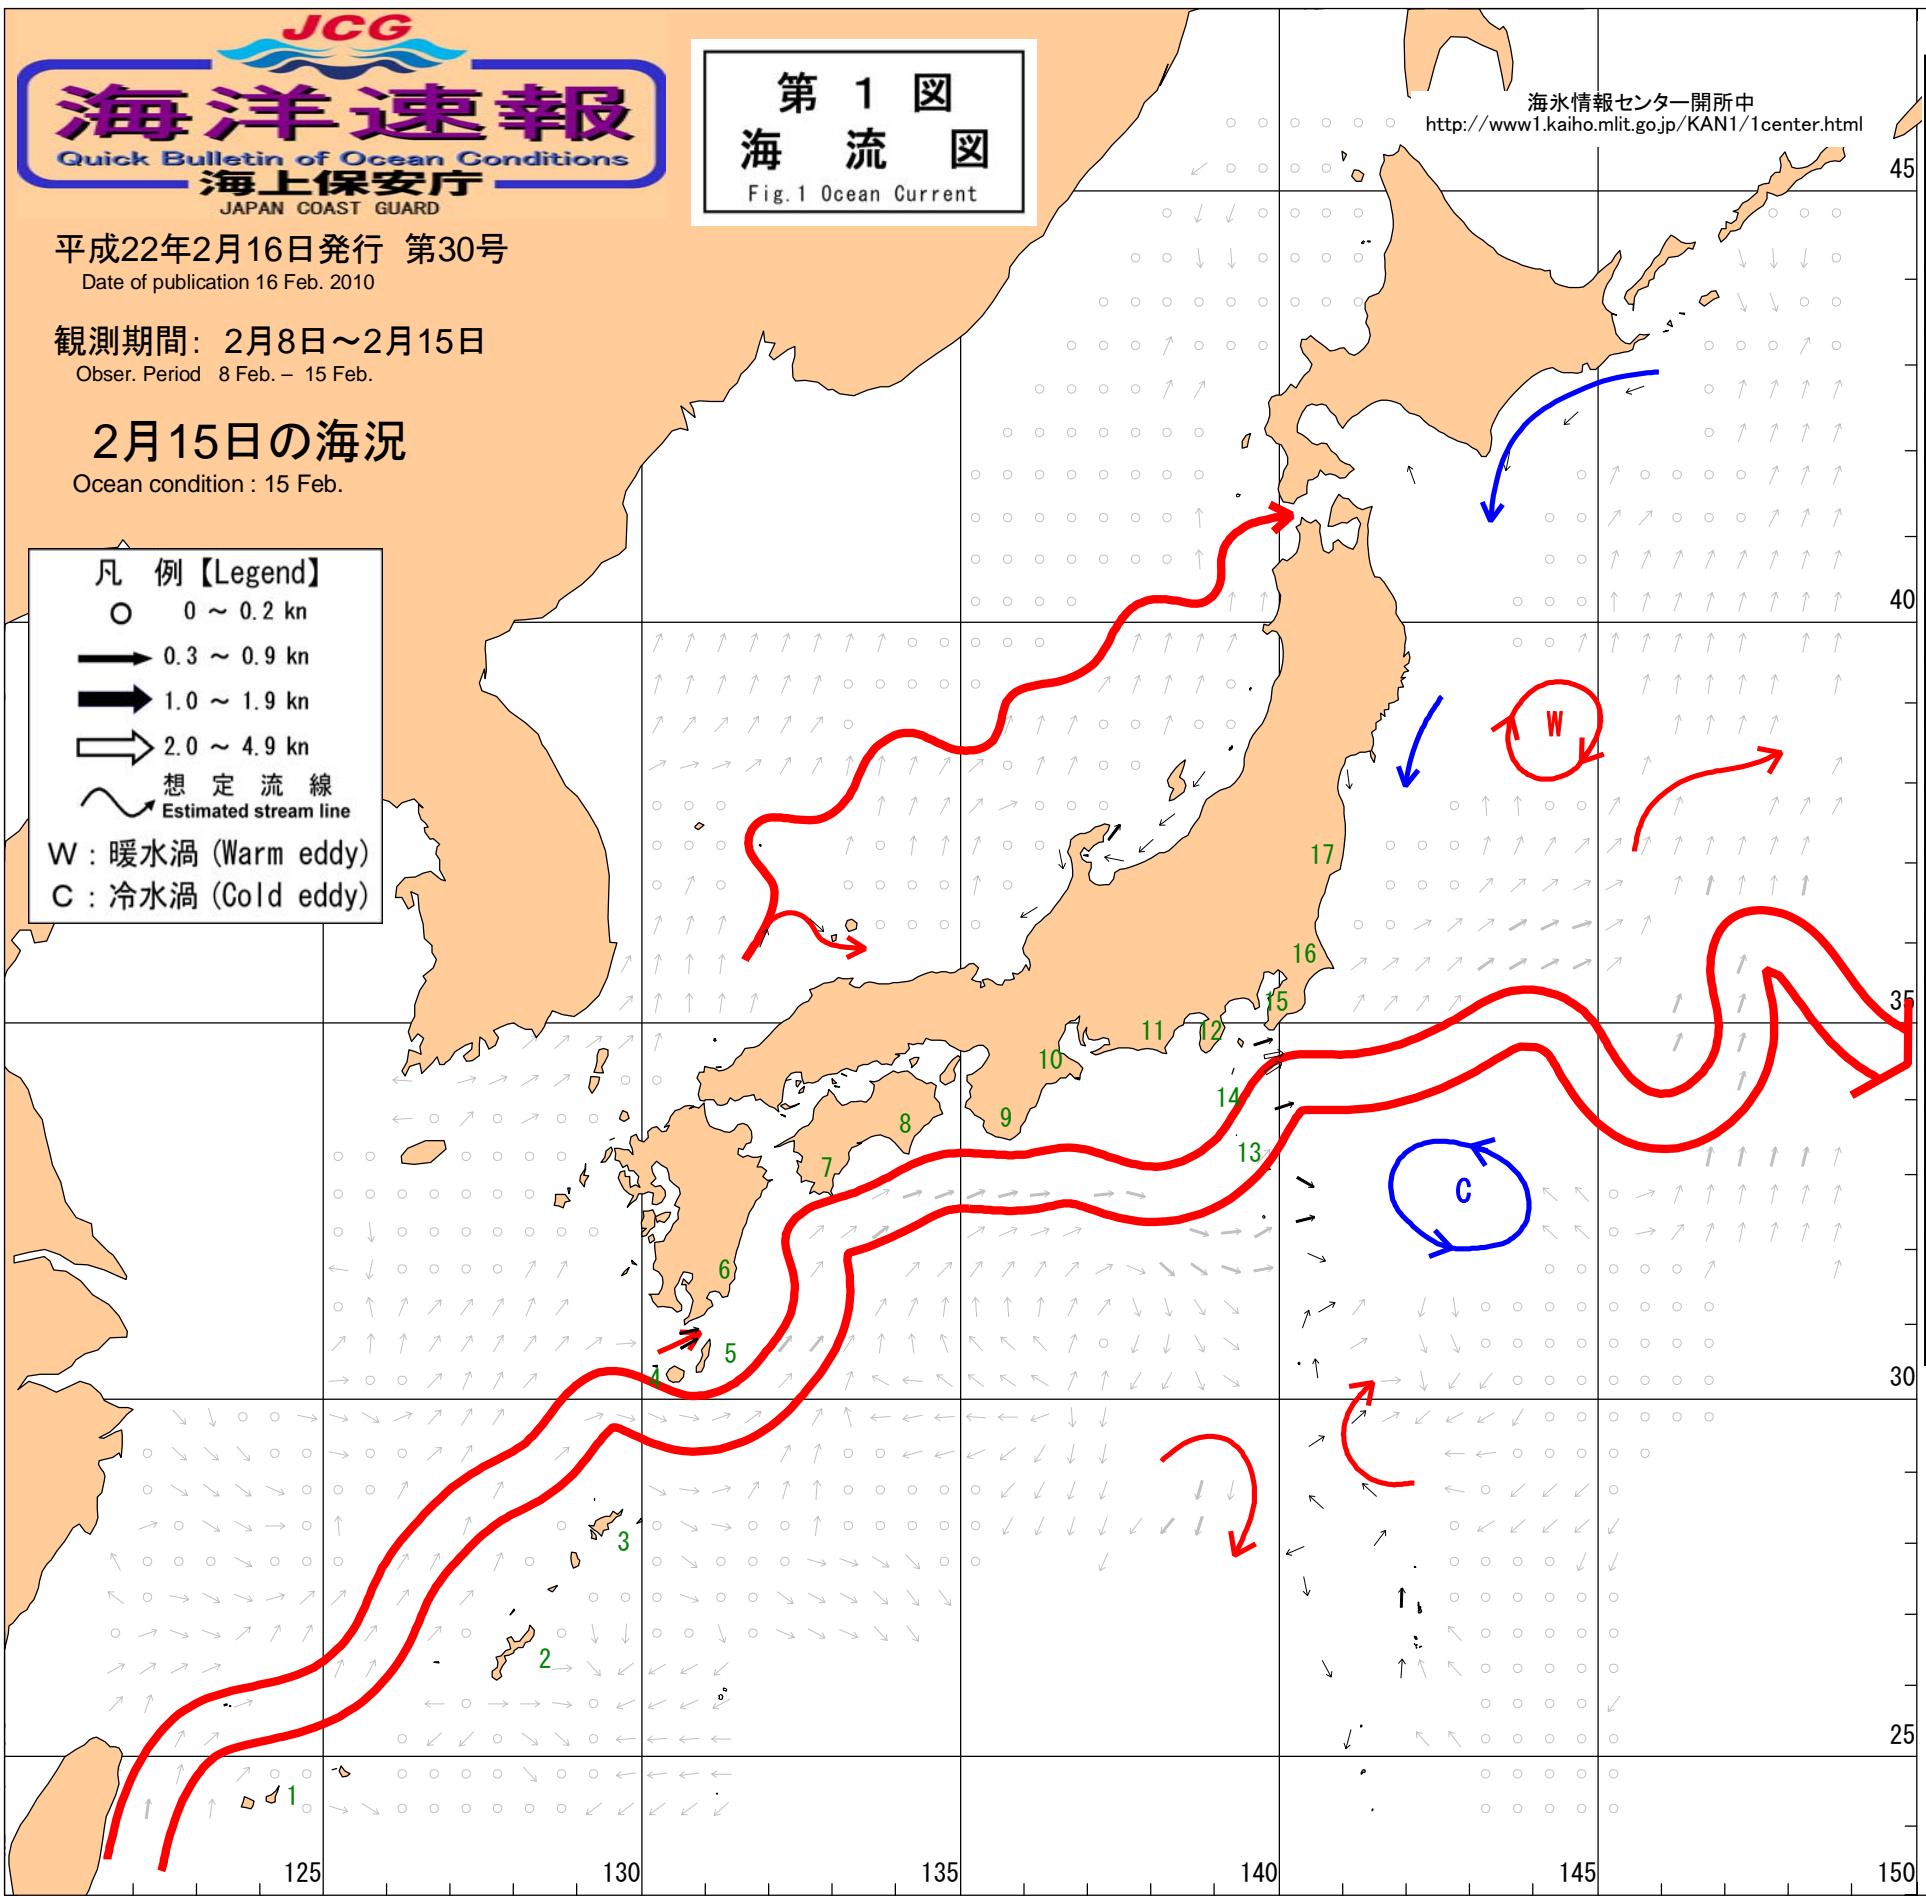 JCG
海洋速報
Quick Bulletin of Ocean Conditions
海上保安庁
JAPAN COAST GUARD
第 1 図
海 流 図
Fig.1 Ocean Current
海氷情報センター開所中
http://www1.kaiho.mlit.go.jp/KAN1/1center.html
平成22年2月16日発行 第30号
Date of publication 16 Feb. 2010
観測期間: 2月8日～2月15日
Obser. Period 8 Feb. – 15 Feb.
2月15日の海況
Ocean condition : 15 Feb.
凡 例【Legend】
0 ～ 0.2 kn
0.3 ～ 0.9 kn
1.0 ～ 1.9 kn
2.0 ～ 4.9 kn
想 定 流 線
Estimated stream line
W : 暖水渦 (Warm eddy)
C : 冷水渦 (Cold eddy)
45
40
W
17
16
35
15
12
11
10
14
9
8
13
7
C
6
5
4
30
3
2
25
1
125
130
135
140
145
150